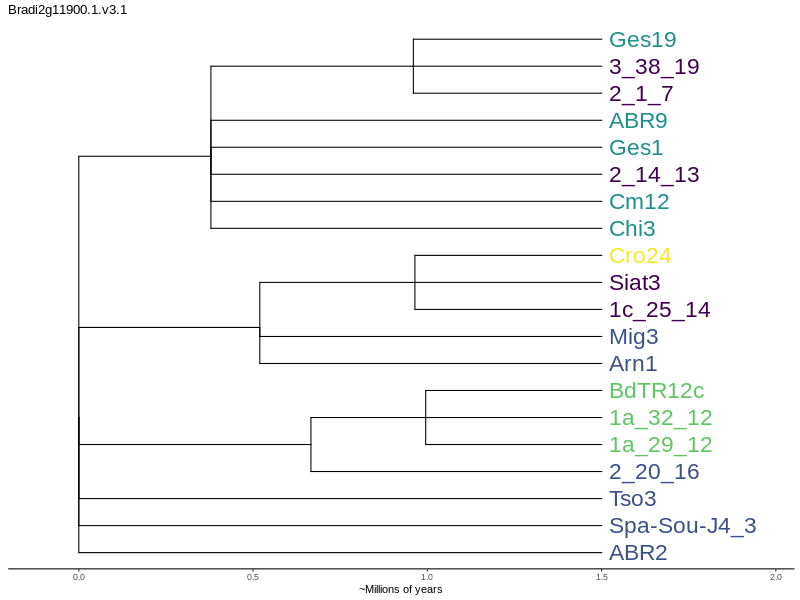 Bradi2g11900.1.v3.1
Ges19
3_38_19
2_1_7
ABR9
Ges1
2_14_13
Cm12
Chi3
Cro24
Siat3
1c_25_14
Mig3
Arn1
BdTR12c
1a_32_12
1a_29_12
2_20_16
Tso3
Spa-Sou-J4_3
ABR2
0.0 0.5 1.0 1.5 2.0
~Millions of years